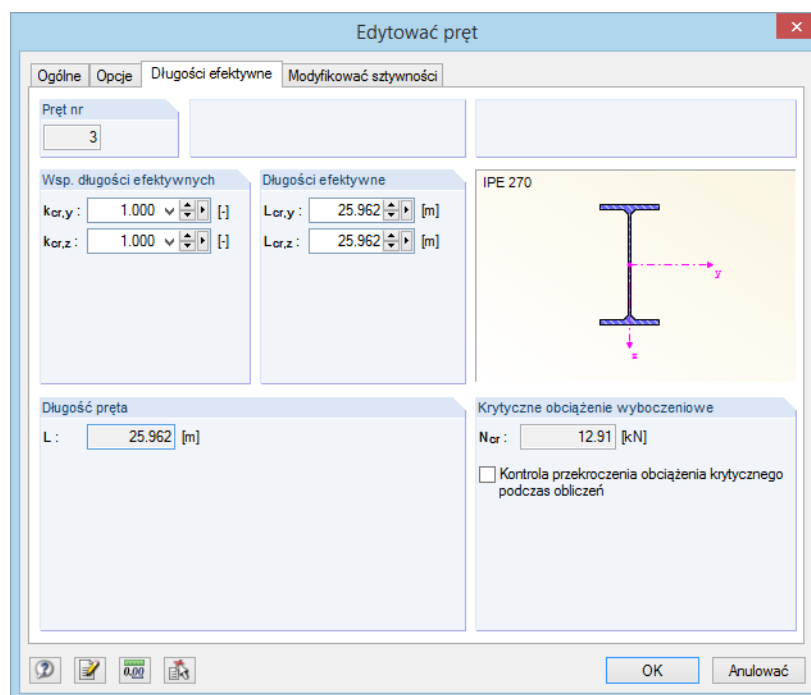 Edytować pręt
Ogólne Opcje Długości efektywne Modyfikować sztywności
Pręt nr
3
Wsp. długości efektywnych
kcr,y : 1.000 [-]
kcr,z : 1.000 [-]
Długości efektywne
Lcr,y : 25.962 [m]
Lcr,z : 25.962 [m]
IPE 270
y
z
Długość pręta
L : 25.962 [m]
Krytyczne obciążenie wyboczeniowe
Ncr : 12.91 [kN]
Kontrola przekroczenia obciążenia krytycznego
podczas obliczeń
0.00
OK Anulować